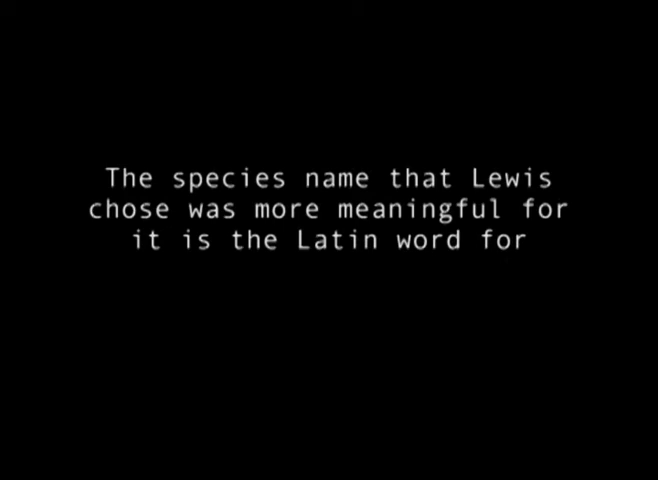 The species name that Lewis
chose was more meaningful for
it is the Latin word for